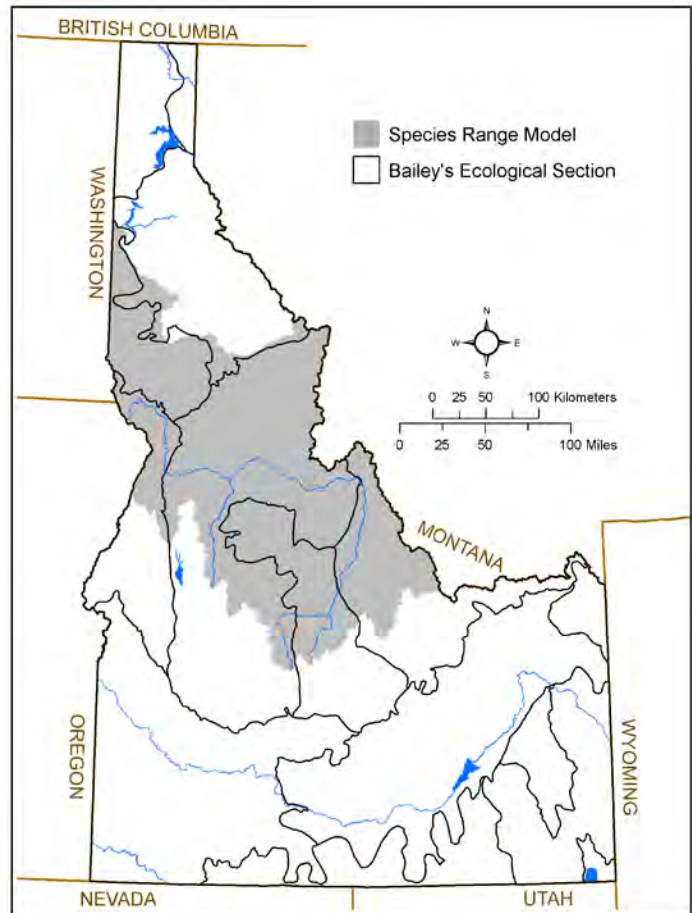 BRITISH COLUMBIA
Species Range Model
Bailey's Ecological Section
WASHINGTON
N
W
E
S
0 25 50 100 Kilometers
0 25 50 100 Miles
MONTANA
OREGON
WYOMING
NEVADA
UTAH